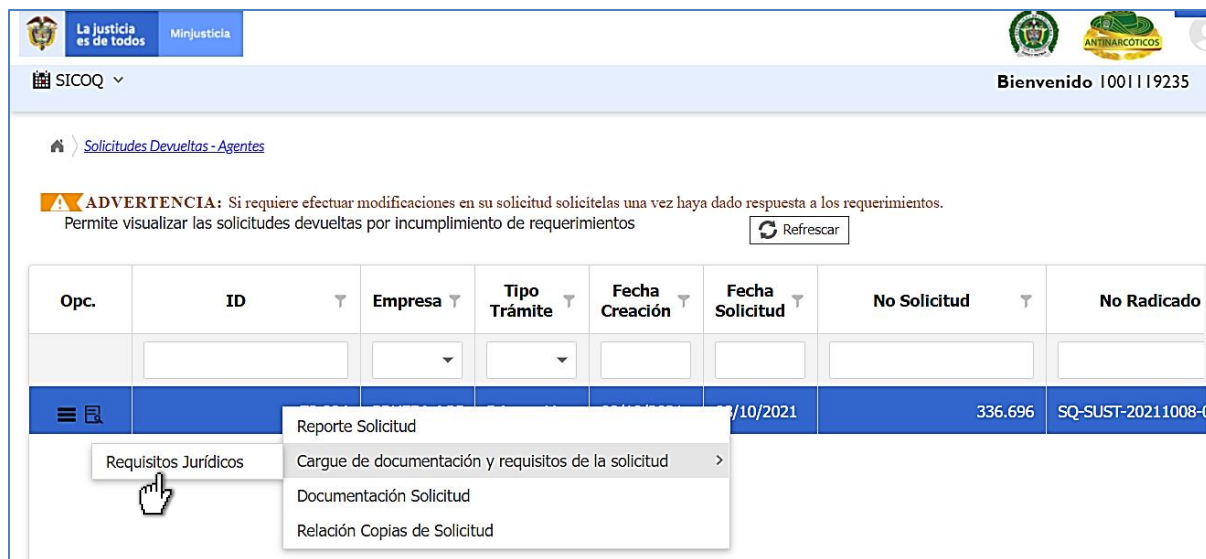 La justicia
es de todos
Minjusticia
ANTINARCÓTICOS
SICOQ
Bienvenido 1001119235
Solicitudes Devueltas - Agentes
ADVERTENCIA: Si requiere efectuar modificaciones en su solicitud solicitelas una vez haya dado respuesta a los requerimientos.
Permite visualizar las solicitudes devueltas por incumplimiento de requerimientos
Refrescar
Opc.
ID
Empresa
Tipo
Trámite
Fecha
Creación
Fecha
Solicitud
No Solicitud
No Radicado
/10/2021
336.696
SQ-SUST-20211008-0
Reporte Solicitud
Requisitos Jurídicos
Cargue de documentación y requisitos de la solicitud
Documentación Solicitud
Relación Copias de Solicitud